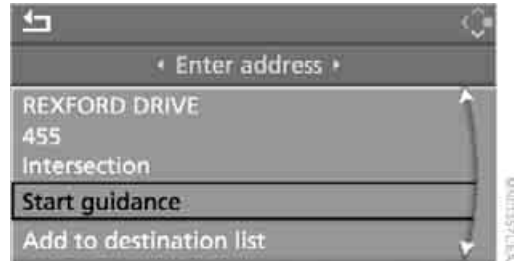 Enter address
REXFORD DRIVE
455
Intersection
Start guidance
Add to destination list